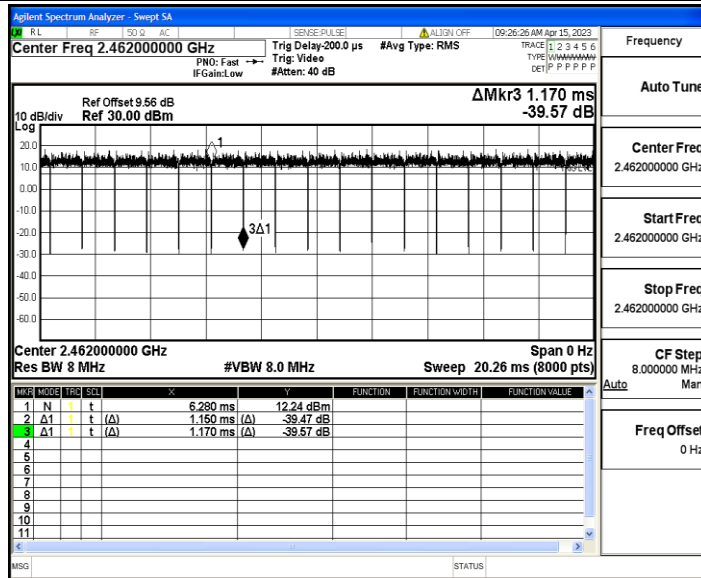 Agilent Spectrum Analyzer - Swept SA
RL RF 50 Ω AC SENSE:PULSE ALIGN OFF 09:26:26 AM Apr 15, 2023
Center Freq 2.462000000 GHz
PNO: Fast
IFGain:Low
Trig Delay-200.0 µs
Trig: Video
#Atten: 40 dB
#Avg Type: RMS
TRACE 1 2 3 4 5 6
TYPE WWWWWW
DET P P P P P P
Ref Offset 9.56 dB
10 dB/div Ref 30.00 dBm
ΔMkr3 1.170 ms
-39.57 dB
Log
20.0
10.0
0.00
-10.0
-20.0
-30.0
-40.0
-50.0
-60.0
1
3Δ1
Center 2.462000000 GHz Span 0 Hz
Res BW 8 MHz #VBW 8.0 MHz Sweep 20.26 ms (8000 pts)
MKR MODE TRC SCL X Y FUNCTION FUNCTION WIDTH FUNCTION VALUE
1 N 1 t 6.280 ms 12.24 dBm
2 Δ1 1 t (Δ) 1.150 ms (Δ) -39.47 dB
3 Δ1 1 t (Δ) 1.170 ms (Δ) -39.57 dB
4
5
6
7
8
9
10
11
MSG STATUS
Frequency
Auto Tune
Center Freq
2.462000000 GHz
Start Freq
2.462000000 GHz
Stop Freq
2.462000000 GHz
CF Step
8.000000 MHz
Auto Man
Freq Offset
0 Hz